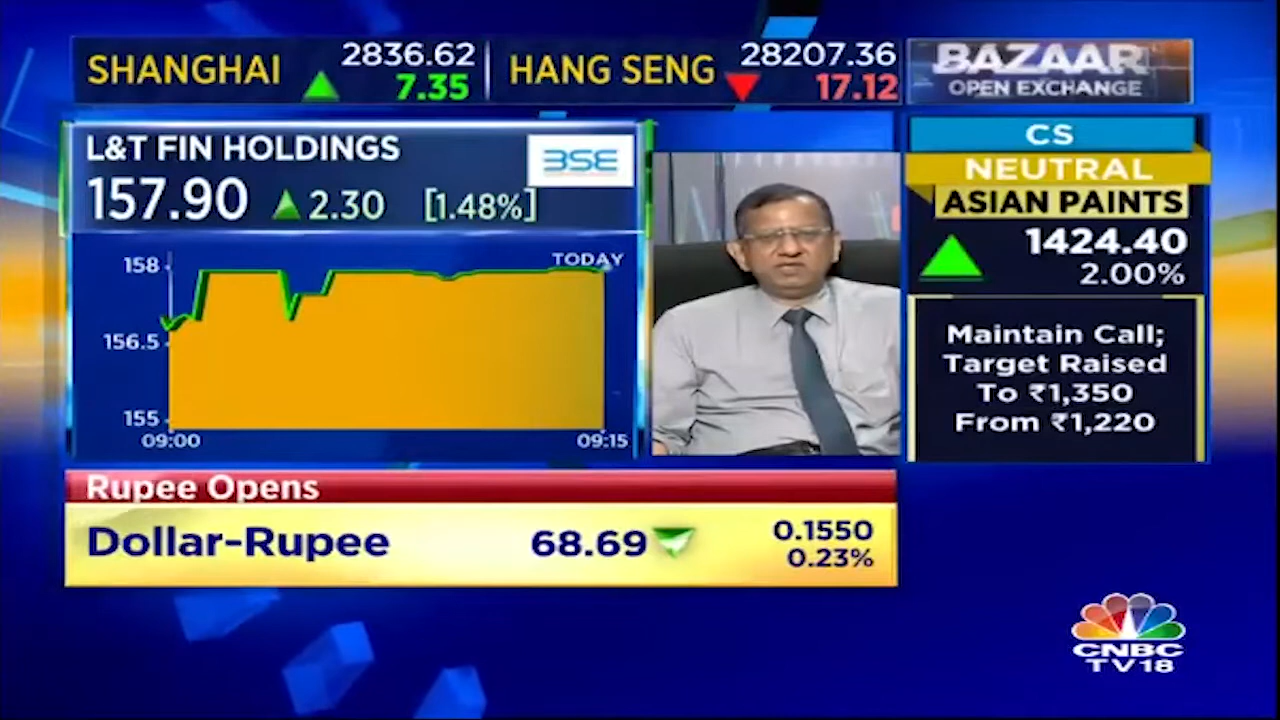 SHANGHAI
2836.62
7.35
HANG SENG
28207.36
17.12
BAZAAR
OPEN EXCHANGE
L&T FIN HOLDINGS
BSE
157.90 2.30 [1.48%]
TODAY
158
156.5
155
09:00
09:15
CS
NEUTRAL
ASIAN PAINTS
1424.40
2.00%
Maintain Call;
Target Raised
To ₹1,350
From ₹1,220
Rupee Opens
Dollar-Rupee 68.69
0.1550
0.23%
CNBC
TV18